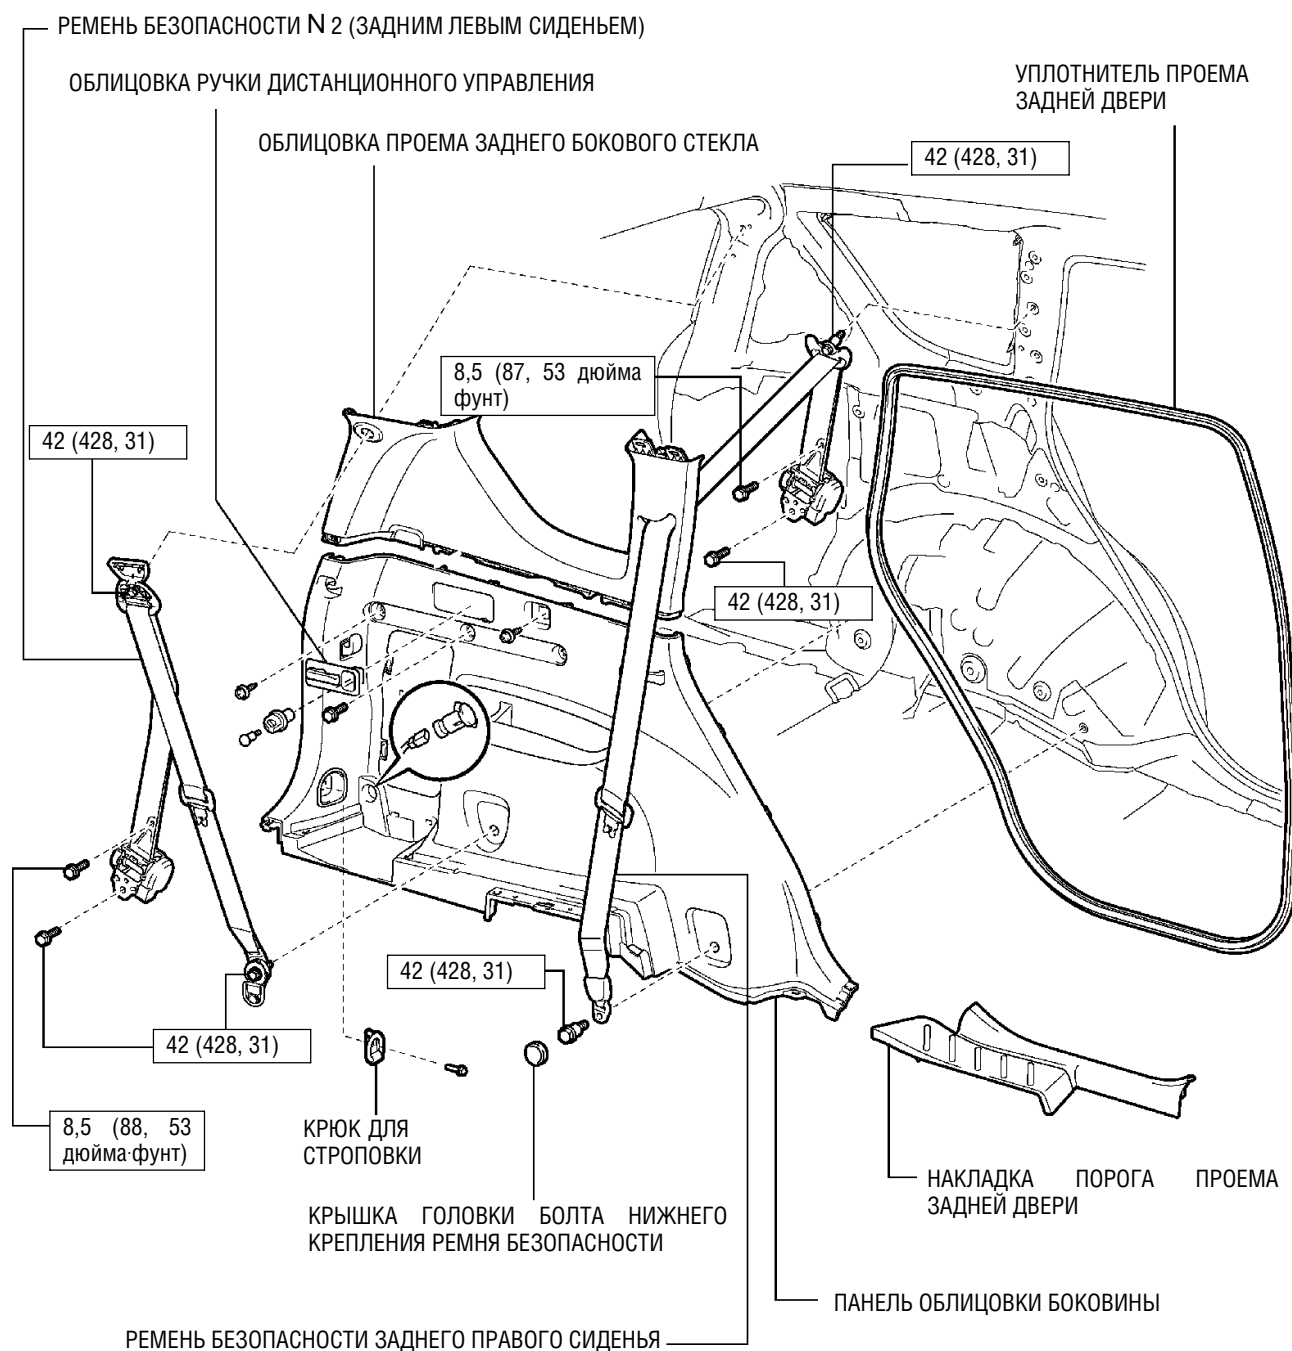 РЕМЕНЬ БЕЗОПАСНОСТИ N 2 (ЗАДНИМ ЛЕВЫМ СИДЕНЬЕМ)
ОБЛИЦОВКА РУЧКИ ДИСТАНЦИОННОГО УПРАВЛЕНИЯ
УПЛОТНИТЕЛЬ ПРОЕМА
ЗАДНЕЙ ДВЕРИ
ОБЛИЦОВКА ПРОЕМА ЗАДНЕГО БОКОВОГО СТЕКЛА
42 (428, 31)
8,5 (87, 53 дюйма
фунт)
42 (428, 31)
42 (428, 31)
42 (428, 31)
42 (428, 31)
8,5 (88, 53
дюйма·фунт)
КРЮК ДЛЯ
СТРОПОВКИ
НАКЛАДКА ПОРОГА ПРОЕМА
ЗАДНЕЙ ДВЕРИ
КРЫШКА ГОЛОВКИ БОЛТА НИЖНЕГО
КРЕПЛЕНИЯ РЕМНЯ БЕЗОПАСНОСТИ
ПАНЕЛЬ ОБЛИЦОВКИ БОКОВИНЫ
РЕМЕНЬ БЕЗОПАСНОСТИ ЗАДНЕГО ПРАВОГО СИДЕНЬЯ